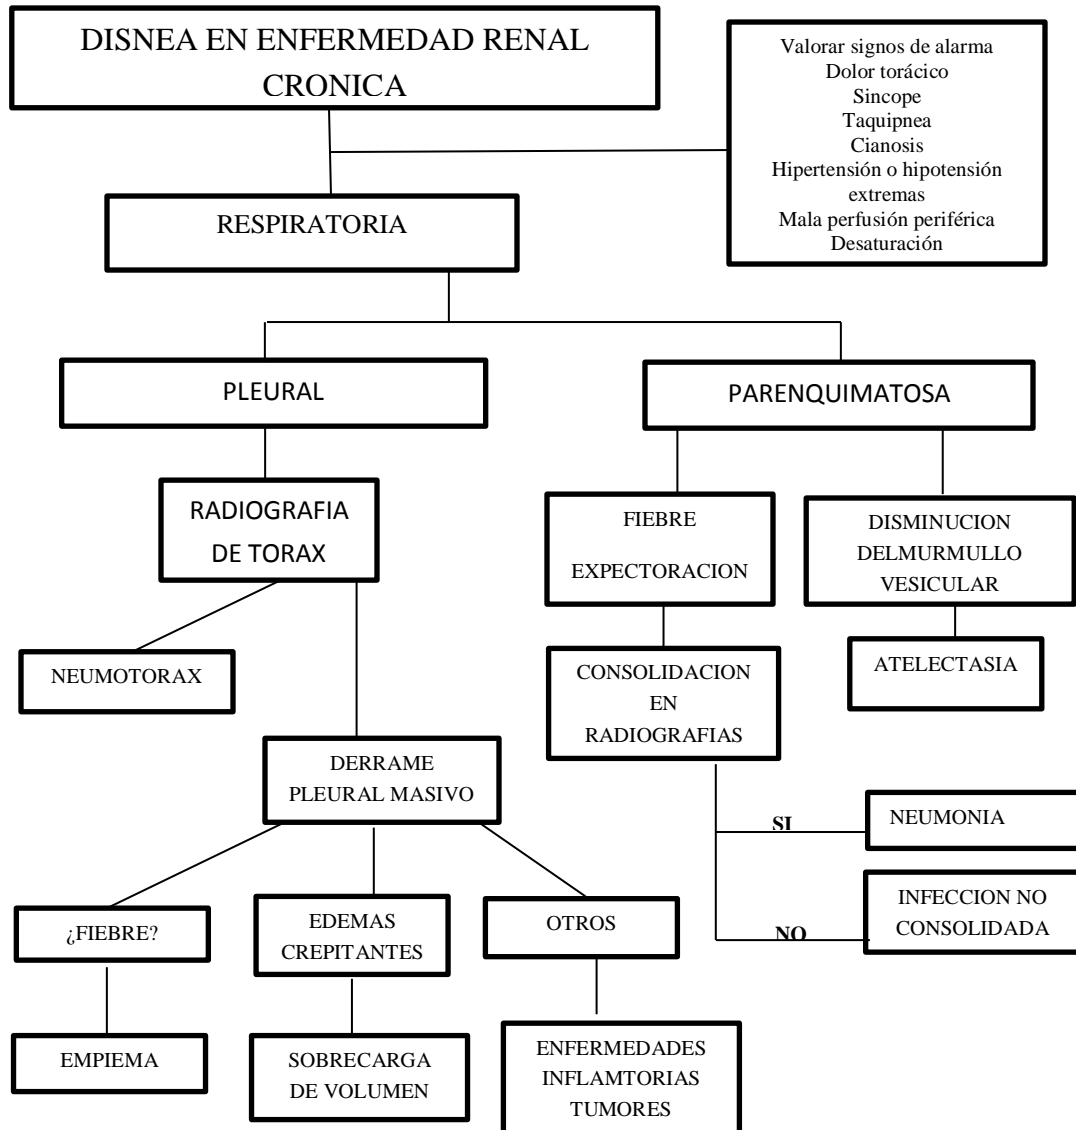 DISNEA EN ENFERMEDAD RENAL
CRONICA
Valorar signos de alarma
Dolor torácico
Sincope
Taquipnea
Cianosis
Hipertensión o hipotensión
extremas
Mala perfusión periférica
Desaturación
RESPIRATORIA
PLEURAL
PARENQUIMATOSA
RADIOGRAFIA
DE TORAX
FIEBRE
EXPECTORACION
DISMINUCION
DELMURMULLO
VESICULAR
NEUMOTORAX
CONSOLIDACION
EN
RADIOGRAFIAS
ATELECTASIA
DERRAME
PLEURAL MASIVO
SI
NEUMONIA
NO
INFECCION NO
CONSOLIDADA
¿FIEBRE?
EDEMAS
CREPITANTES
OTROS
EMPIEMA
SOBRECARGA
DE VOLUMEN
ENFERMEDADES
INFLAMTORIAS
TUMORES